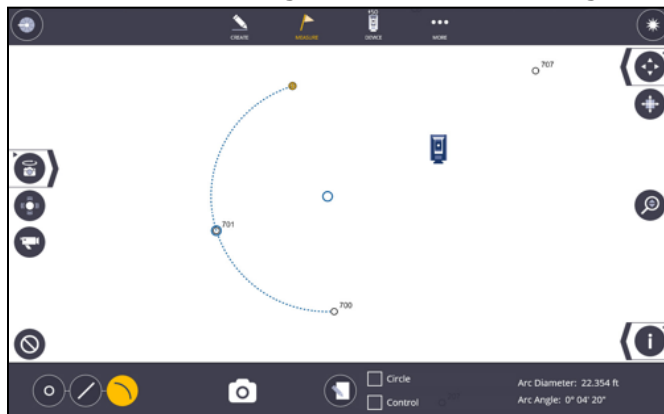 150
CREATE
MEASURE
DEVICE
MORE
707
701
700
Circle
Control
Arc Diameter: 22.354 ft
Arc Angle: 0° 04' 20"